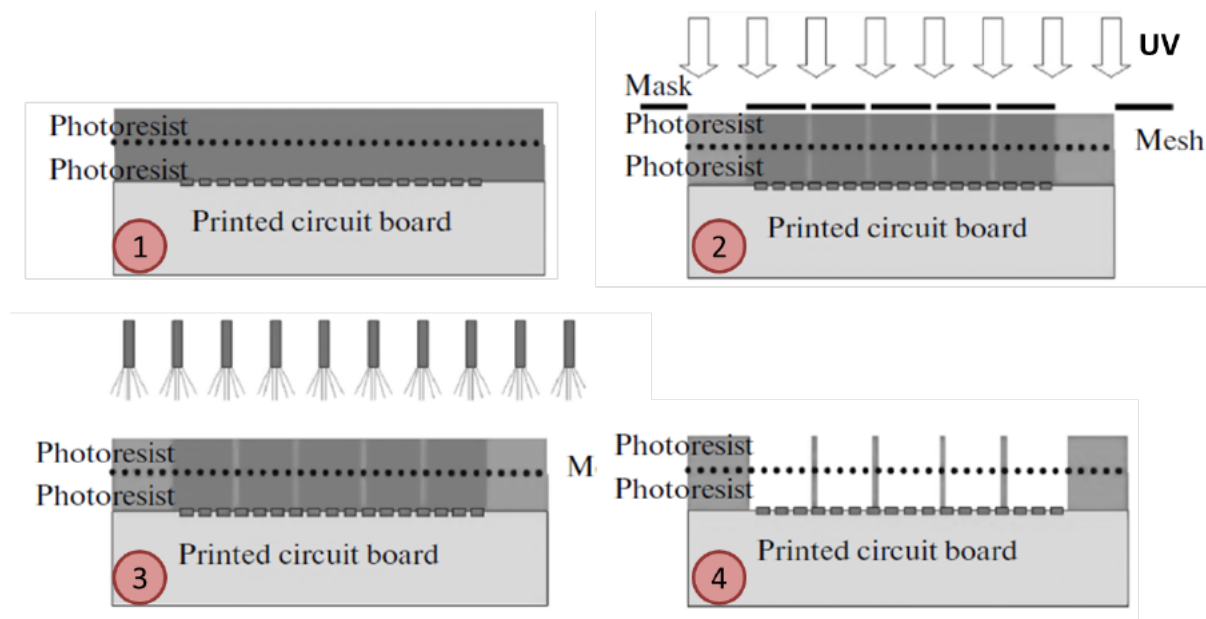 Photoresist
Photoresist
Printed circuit board
1
UV
Mask
Photoresist
Mesh
Photoresist
Printed circuit board
2
Photoresist
M
Photoresist
Printed circuit board
3
Photoresist
Photoresist
Printed circuit board
4